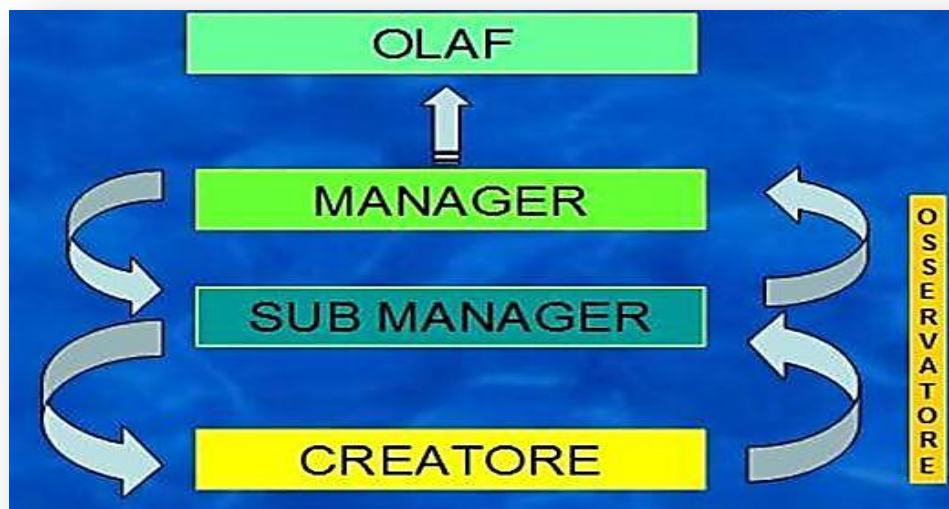 OLAF
MANAGER
SUB MANAGER
CREATORE
OSSERVATORE